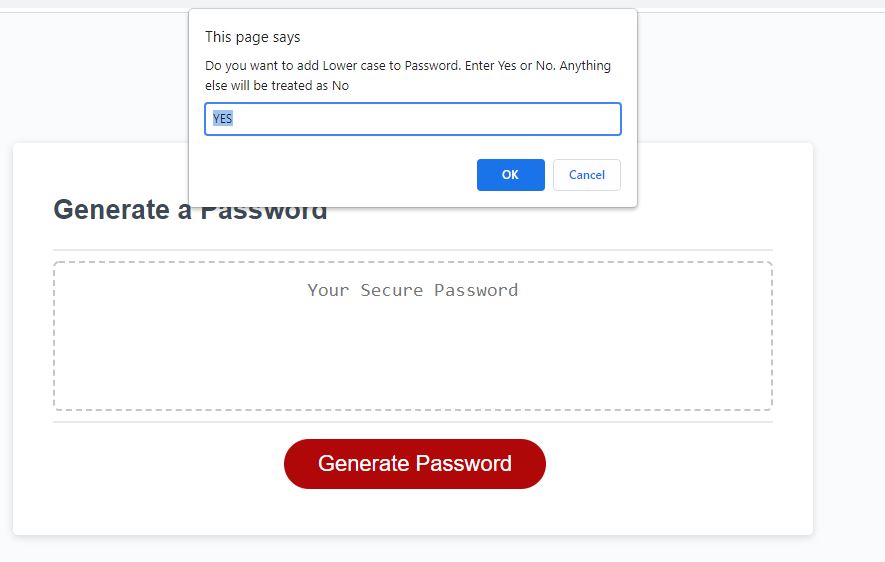 This page says
Do you want to add Lower case to Password. Enter Yes or No. Anything
else will be treated as No
YES
OK
Cancel
Generate a Password
Your Secure Password
Generate Password